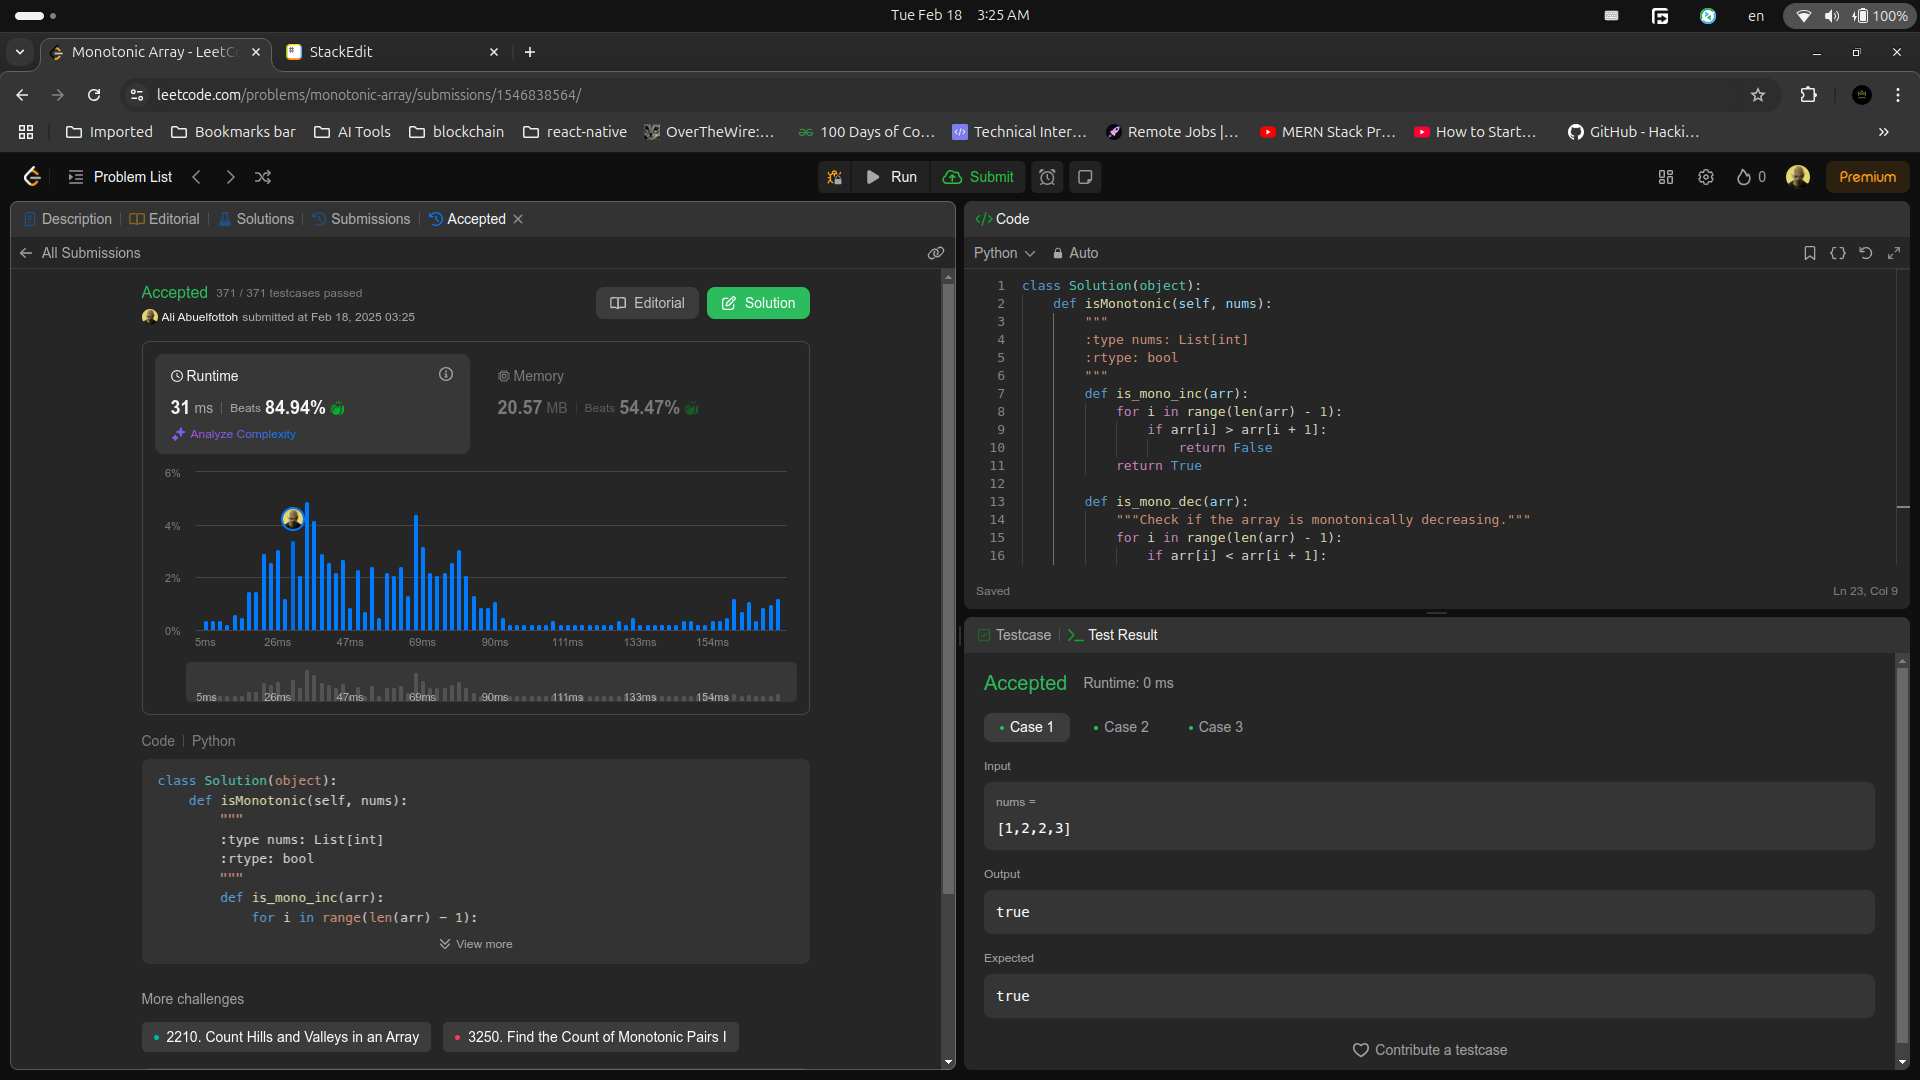 Tue Feb 18 3:25 AM
en
100%
Monotonic Array - LeetC
StackEdit
leetcode.com/problems/monotonic-array/submissions/1546838564/
Imported
Bookmarks bar
AI Tools
blockchain
react-native
OverTheWire:...
100 Days of Co...
Technical Inter...
Remote Jobs |...
MERN Stack Pr...
How to Start...
GitHub - Hacki...
Problem List
Run
Submit
0
Premium
Description
Editorial
Solutions
Submissions
Accepted
All Submissions
Accepted 371 / 371 testcases passed
Ali Abuelfottoh submitted at Feb 18, 2025 03:25
Editorial
Solution
Runtime
31 ms | Beats 84.94%
Analyze Complexity
Memory
20.57 MB | Beats 54.47%
6%
4%
2%
0%
5ms 26ms 47ms 69ms 90ms 111ms 133ms 154ms
5ms 26ms 47ms 69ms 90ms 111ms 133ms 154ms
Code | Python
class Solution(object):
    def isMonotonic(self, nums):
        """
        :type nums: List[int]
        :rtype: bool
        """
        def is_mono_inc(arr):
            for i in range(len(arr) - 1):
View more
More challenges
2210. Count Hills and Valleys in an Array
3250. Find the Count of Monotonic Pairs I
</> Code
Python
Auto
1 class Solution(object):
2     def isMonotonic(self, nums):
3         """
4         :type nums: List[int]
5         :rtype: bool
6         """
7         def is_mono_inc(arr):
8             for i in range(len(arr) - 1):
9                 if arr[i] > arr[i + 1]:
10                     return False
11             return True
12
13         def is_mono_dec(arr):
14             """Check if the array is monotonically decreasing."""
15             for i in range(len(arr) - 1):
16                 if arr[i] < arr[i + 1]:
Saved
Ln 23, Col 9
Testcase
Test Result
Accepted Runtime: 0 ms
Case 1
Case 2
Case 3
Input
nums =
[1,2,2,3]
Output
true
Expected
true
Contribute a testcase